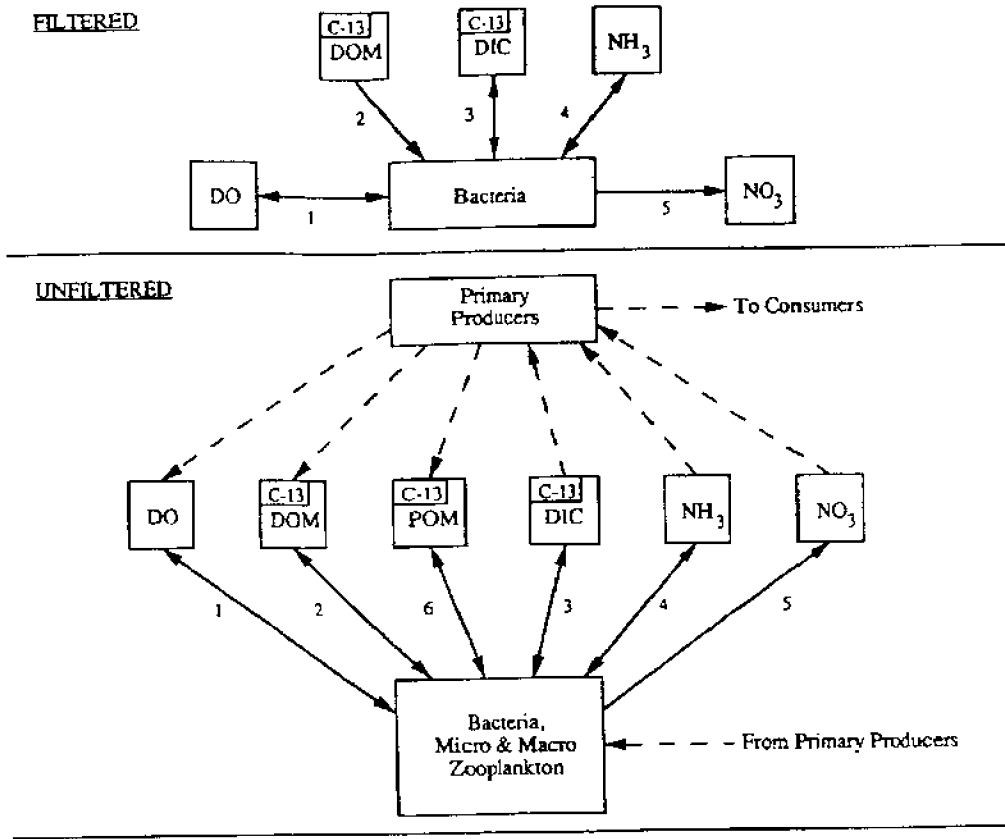 FILTERED
C-13
DOM
C-13
DIC
NH3
2
3
4
DO
1
Bacteria
5
NO3
UNFILTERED
Primary
Producers
To Consumers
DO
C-13
DOM
C-13
POM
C-13
DIC
NH3
NO3
1
2
6
3
4
5
Bacteria,
Micro & Macro
Zooplankton
From Primary Producers